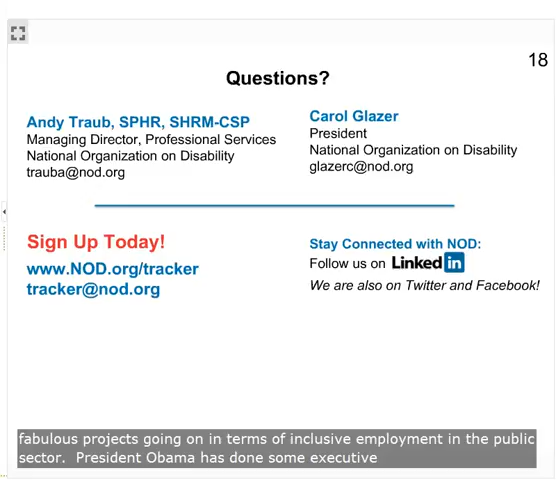 18
Questions?
Andy Traub, SPHR, SHRM-CSP
Managing Director, Professional Services
National Organization on Disability
trauba@nod.org
Carol Glazer
President
National Organization on Disability
glazerc@nod.org
Sign Up Today!
www.NOD.org/tracker
tracker@nod.org
Stay Connected with NOD:
Follow us on Linked in
We are also on Twitter and Facebook!
fabulous projects going on in terms of inclusive employment in the public
sector.  President Obama has done some executive